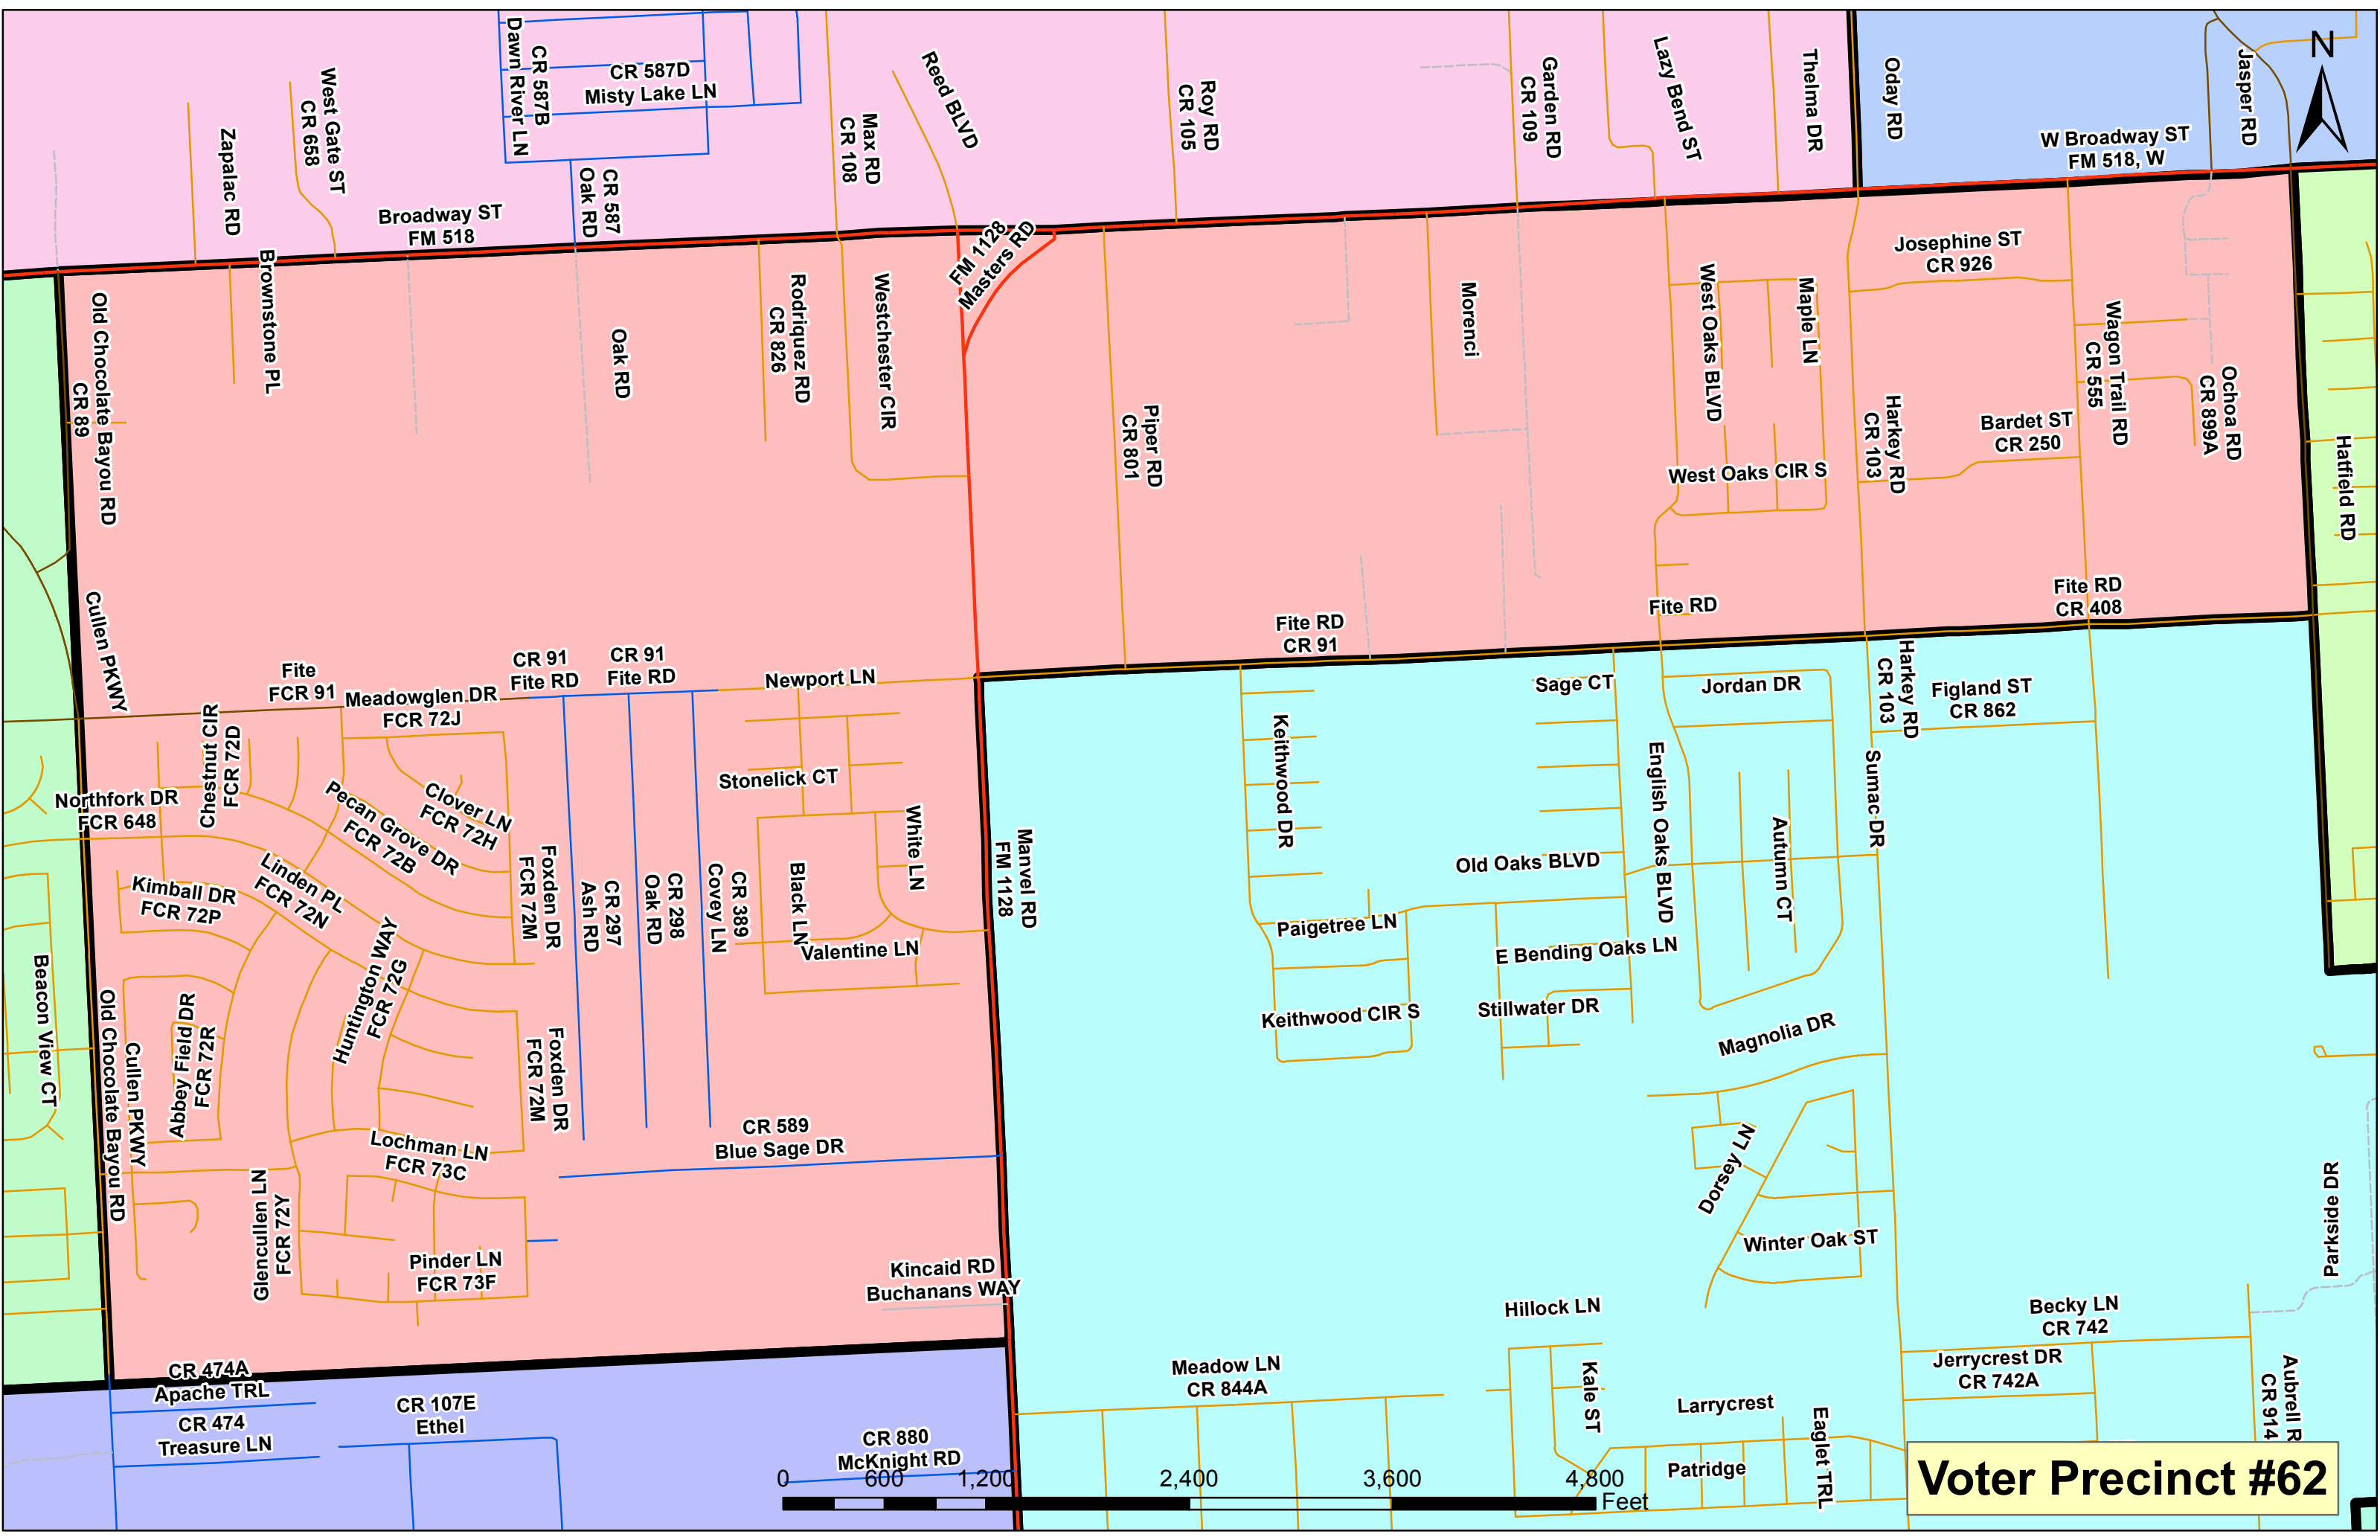 Dawn River LN
CR 587B
CR 587D
Misty Lake LN
West Gate ST
CR 658
Zapalac RD
Max RD
CR 108
Reed BLVD
Roy RD
CR 105
Garden RD
CR 109
Lazy Bend ST
Thelma DR
Oday RD
Jasper RD
N
W Broadway ST
FM 518, W
CR 587
Oak RD
Broadway ST
FM 518
FM 1128
Masters RD
Old Chocolate Bayou RD
CR 89
Brownstone PL
Oak RD
Rodriquez RD
CR 826
Westchester CIR
Piper RD
CR 801
Morenci
West Oaks BLVD
Maple LN
Josephine ST
CR 926
Wagon Trail RD
CR 555
Ochoa RD
CR 899A
Harkey RD
CR 103
Bardet ST
CR 250
West Oaks CIR S
Hatfield RD
Cullen PKWY
Fite RD
Fite RD
CR 408
Fite RD
CR 91
Fite
FCR 91
CR 91
Fite RD
CR 91
Fite RD
Newport LN
Meadowglen DR
FCR 72J
Sage CT
Jordan DR
Harkey RD
CR 103
Figland ST
CR 862
Chestnut CIR
FCR 72D
Northfork DR
FCR 648
Pecan Grove DR
FCR 72B
Clover LN
FCR 72H
Stonelick CT
Keithwood DR
English Oaks BLVD
Sumac DR
White LN
Manvel RD
FM 1128
Old Oaks BLVD
Autumn CT
Kimball DR
FCR 72P
Linden PL
FCR 72N
Foxden DR
FCR 72M
CR 297
Ash RD
CR 298
Oak RD
CR 389
Covey LN
Black LN
Valentine LN
Paigetree LN
E Bending Oaks LN
Huntington WAY
FCR 72G
Beacon View CT
Old Chocolate Bayou RD
Cullen PKWY
Abbey Field DR
FCR 72R
Foxden DR
FCR 72M
Keithwood CIR S
Stillwater DR
Magnolia DR
Lochman LN
FCR 73C
CR 589
Blue Sage DR
Dorsey LN
Winter Oak ST
Parkside DR
Glencullen LN
FCR 72Y
Pinder LN
FCR 73F
Kincaid RD
Buchanans WAY
Hillock LN
Becky LN
CR 742
CR 474A
Apache TRL
Meadow LN
CR 844A
Kale ST
Jerrycrest DR
CR 742A
Aubrell R
CR 914
CR 474
Treasure LN
CR 107E
Ethel
CR 880
McKnight RD
Larrycrest
Patridge
Eaglet TRL
0 600 1,200 2,400 3,600 4,800
Feet
Voter Precinct #62